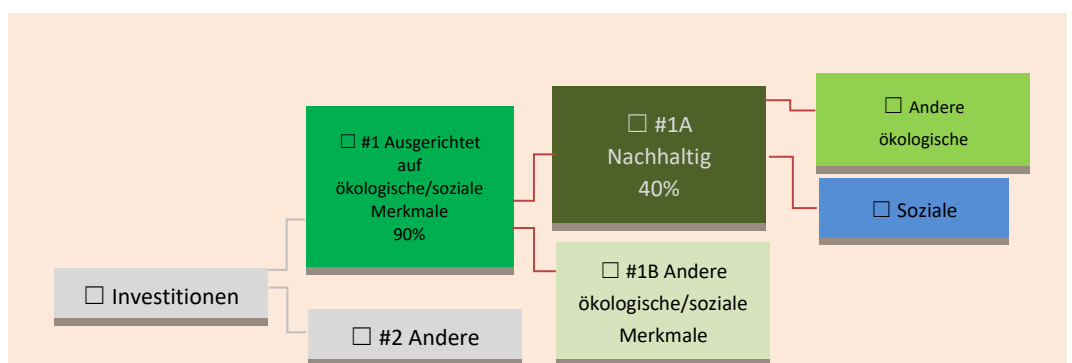 ☐ Investitionen
☐ #1 Ausgerichtet
auf
ökologische/soziale
Merkmale
90%
☐ #2 Andere
☐ #1A
Nachhaltig
40%
☐ #1B Andere
ökologische/soziale
Merkmale
☐ Andere
ökologische
☐ Soziale